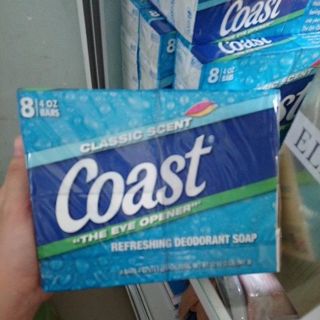 8 4 OZ BARS
CLASSIC SCENT
Coast
"THE EYE OPENER"
REFRESHING DEODORANT SOAP
Coast
8 4 OZ BARS
Coast
EL